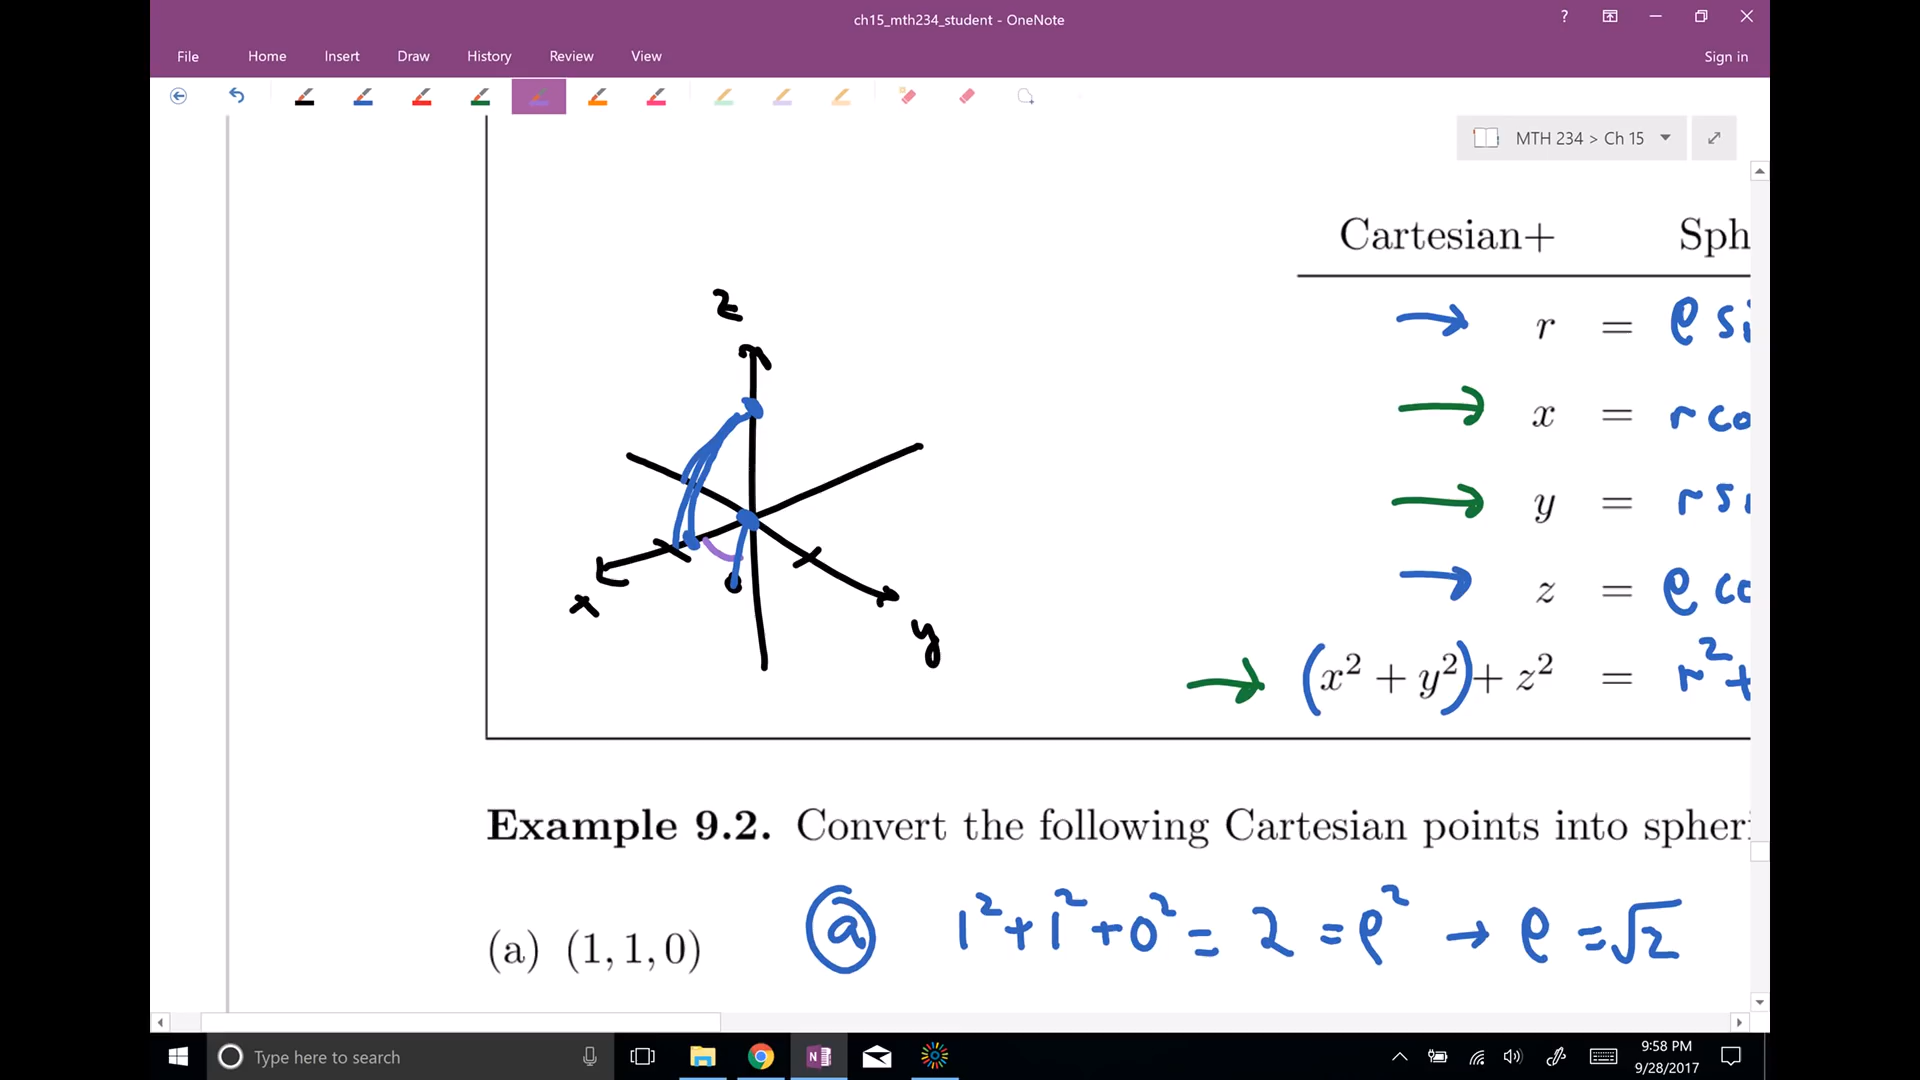 ch15_mth234_student - OneNote
?
File Home Insert Draw History Review View Sign in
MTH 234 > Ch 15
Cartesian+ Sph
z
→ r = ρ si
→ x = r co
→ y = r si
→ z = ρ co
x
y
→ (x² + y²) + z² = r² +
Example 9.2. Convert the following Cartesian points into spheri
(a) (1, 1, 0)
ⓐ 1² + 1² + 0² = 2 = ρ² → ρ = √2
Type here to search
9:58 PM
9/28/2017